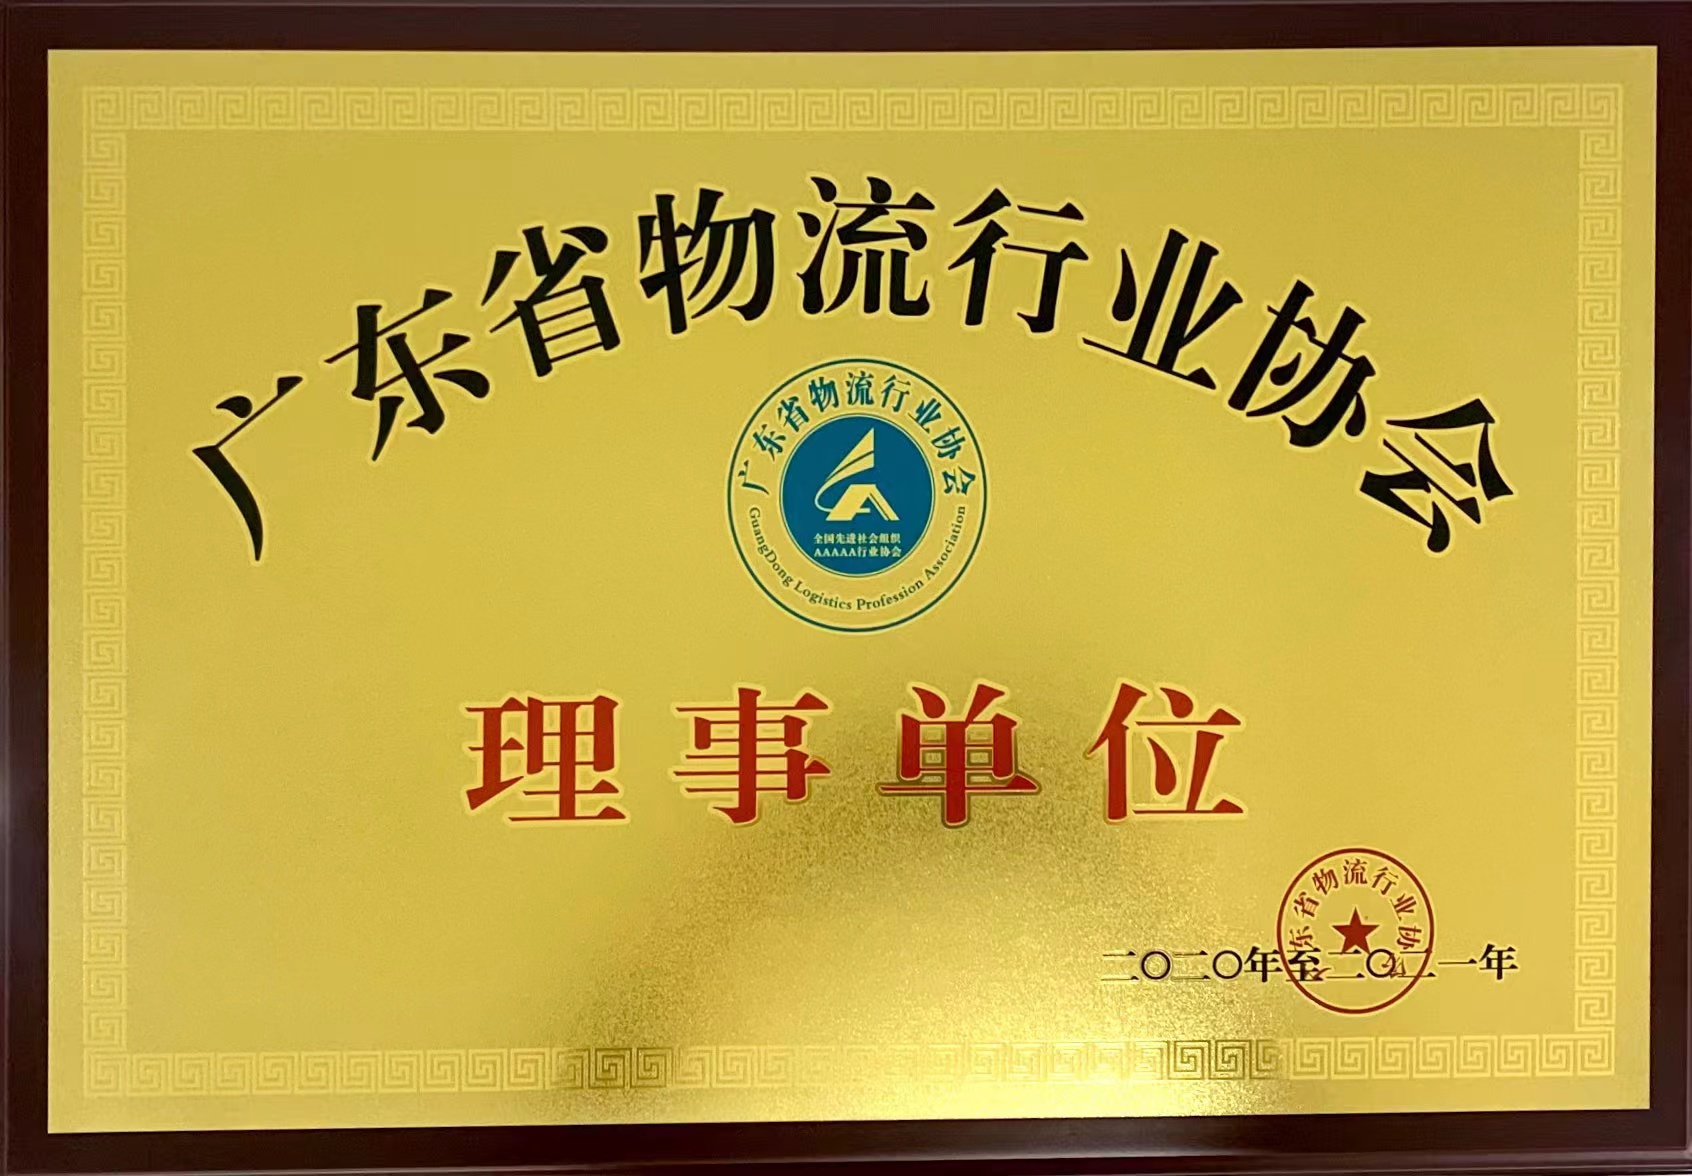 广东省物流行业协会
广东省物流行业协会
全国先进社会组织
AAAAA行业协会
GuangDong Logistics Profession Association
理事单位
广东省物流行业协会
二〇二〇年至二〇二一年